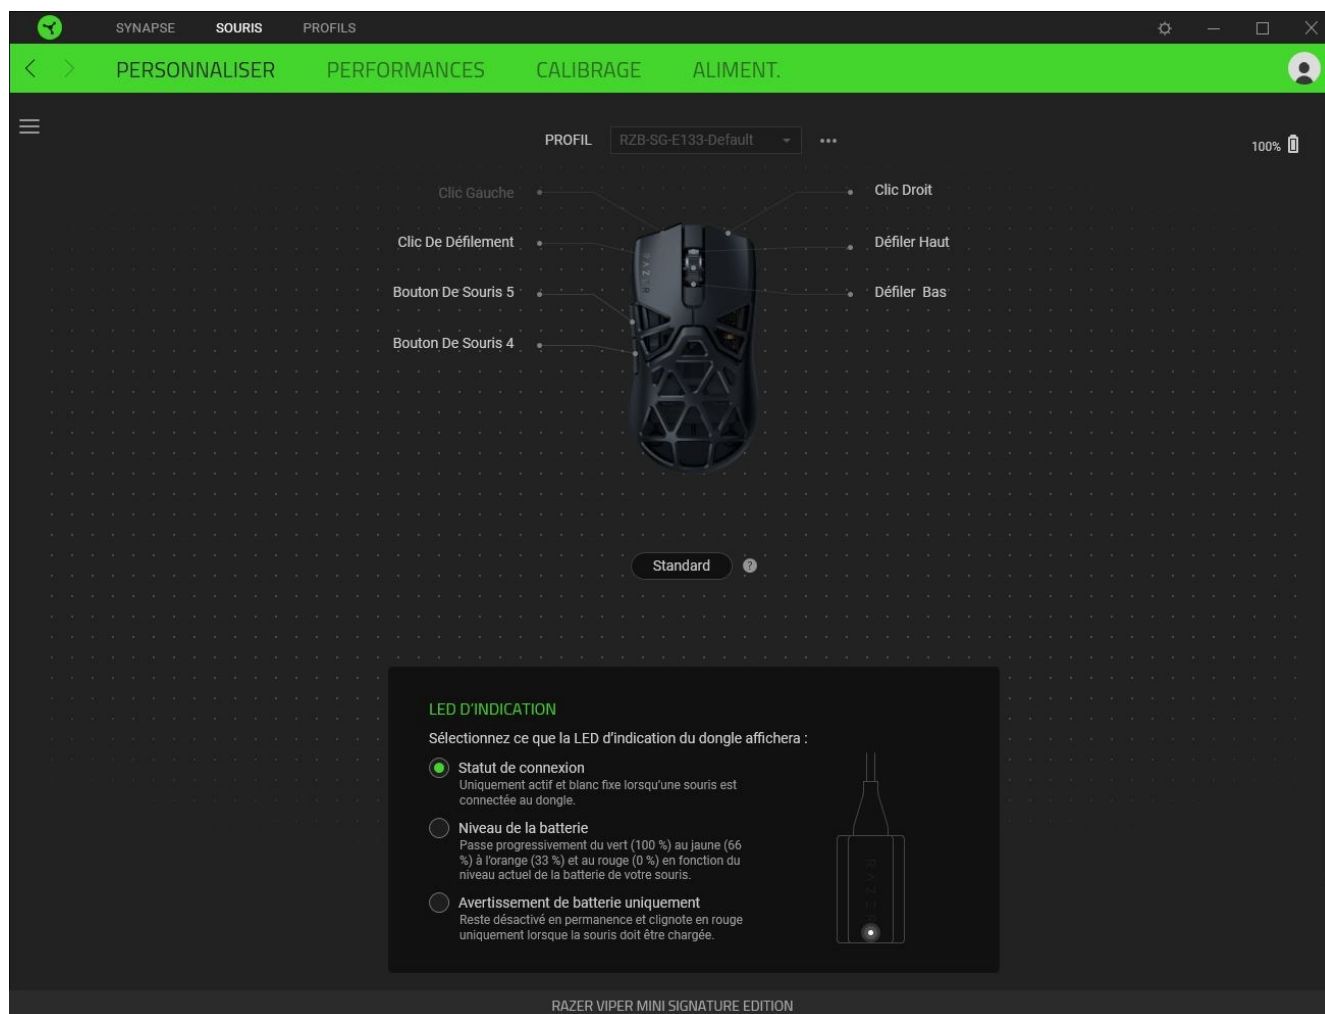 SYNAPSE SOURIS PROFILS
PERSONNALISER PERFORMANCES CALIBRAGE ALIMENT.
PROFIL RZB-SG-E133-Default
100%
Clic Gauche
Clic Droit
Clic De Défilement
Défiler Haut
Bouton De Souris 5
Défiler Bas
Bouton De Souris 4
RAZER
Standard ?
LED D'INDICATION
Sélectionnez ce que la LED d'indication du dongle affichera :
Statut de connexion
Uniquement actif et blanc fixe lorsqu'une souris est
connectée au dongle.
Niveau de la batterie
Passe progressivement du vert (100 %) au jaune (66
%) à l'orange (33 %) et au rouge (0 %) en fonction du
niveau actuel de la batterie de votre souris.
Avertissement de batterie uniquement
Reste désactivé en permanence et clignote en rouge
uniquement lorsque la souris doit être chargée.
RAZER
RAZER VIPER MINI SIGNATURE EDITION